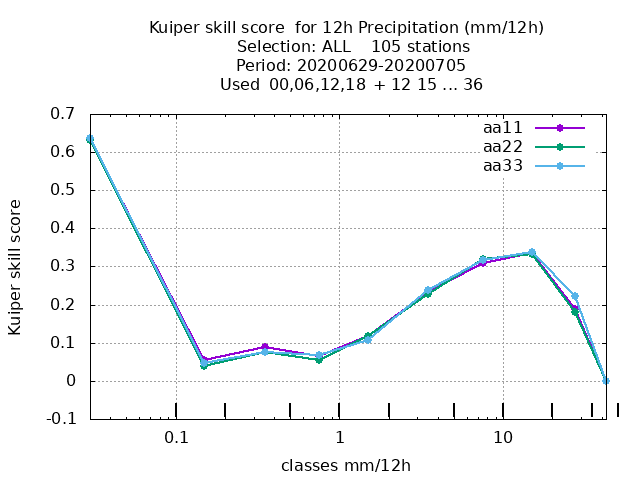 Kuiper skill score  for 12h Precipitation (mm/12h)
Selection: ALL    105 stations
Period: 20200629-20200705
Used  00,06,12,18  + 12 15 ... 36
aa11
aa22
aa33
0.7
0.6
0.5
0.4
0.3
0.2
0.1
0
-0.1
Kuiper skill score
0.1
1
10
classes mm/12h